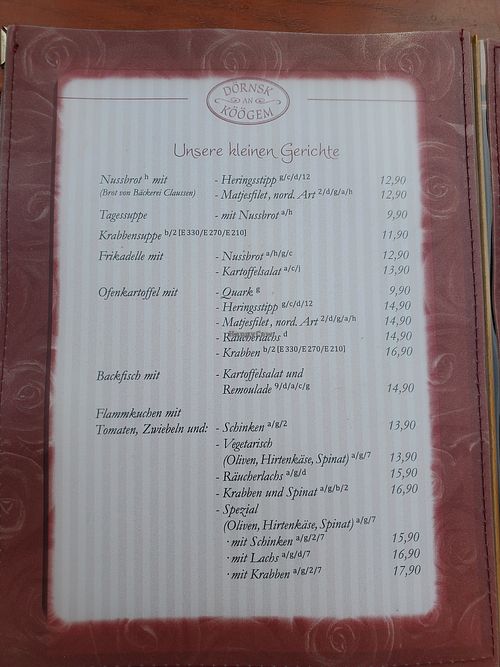 DÖRNSK
AN
KÖÖGEM
Unsere kleinen Gerichte
Nussbrot h mit - Heringsstipp g/c/d/12 12,90
(Brot von Bäckerei Claussen) - Matjesfilet, nord. Art 2/d/g/a/h 12,90
Tagessuppe - mit Nussbrot a/h 9,90
Krabbensuppe b/2 [E330/E270/E210] 11,90
Frikadelle mit - Nussbrot a/h/g/c 12,90
- Kartoffelsalat a/c/j 13,90
Ofenkartoffel mit - Quark g 9,90
- Heringsstipp g/c/d/12 14,90
- Matjesfilet, nord. Art 2/d/g/a/h 14,90
- Räucherlachs d 14,90
- Krabben b/2 [E330/E270/E210] 16,90
Backfisch mit - Kartoffelsalat und
Remoulade 9/d/a/c/g 14,90
Flammkuchen mit
Tomaten, Zwiebeln und: - Schinken a/g/2 13,90
- Vegetarisch
(Oliven, Hirtenkäse, Spinat) a/g/7 13,90
- Räucherlachs a/g/d 15,90
- Krabben und Spinat a/g/b/2 16,90
- Spezial
(Oliven, Hirtenkäse, Spinat) a/g/7
· mit Schinken a/g/2/7 15,90
· mit Lachs a/g/d/7 16,90
· mit Krabben a/g/2/7 17,90